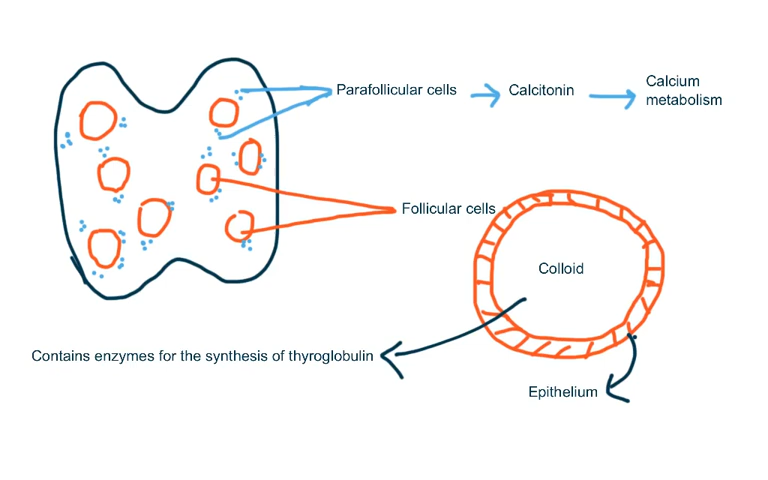 Parafollicular cells
Calcitonin
Calcium
metabolism
Follicular cells
Colloid
Contains enzymes for the synthesis of thyroglobulin
Epithelium